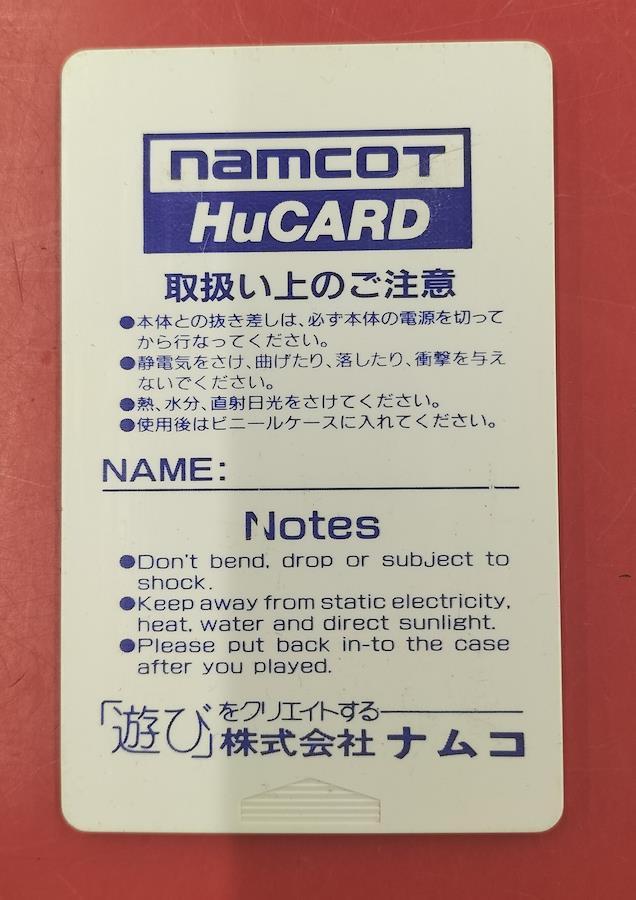 namcoT
HuCARD
取扱い上のご注意
●本体との抜き差しは、必ず本体の電源を切って
から行なってください。
●静電気をさけ、曲げたり、落したり、衝撃を与え
ないでください。
●熱、水分、直射日光をさけてください。
●使用後はビニールケースに入れてください。
NAME:
Notes
●Don't bend, drop or subject to
shock.
●Keep away from static electricity,
heat, water and direct sunlight.
●Please put back in-to the case
after you played.
「遊び」をクリエイトする
株式会社ナムコ